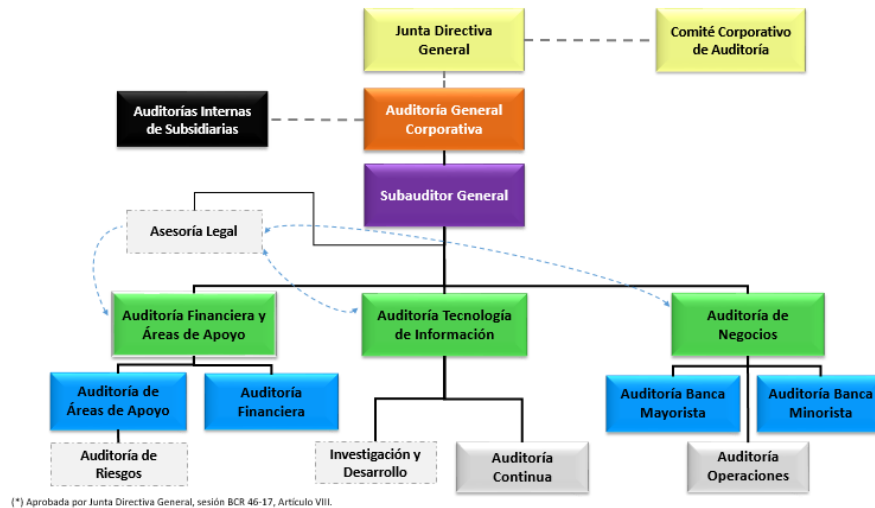 Junta Directiva
General
Comité Corporativo
de Auditoría
Auditorías Internas
de Subsidiarias
Auditoría General
Corporativa
Subauditor General
Asesoría Legal
Auditoría Financiera y
Áreas de Apoyo
Auditoría Tecnología
de Información
Auditoría de
Negocios
Auditoría de
Áreas de Apoyo
Auditoría
Financiera
Auditoría Banca
Mayorista
Auditoría Banca
Minorista
Auditoría de
Riesgos
Investigación y
Desarrollo
Auditoría
Continua
Auditoría
Operaciones
(*) Aprobada por Junta Directiva General, sesión BCR 46-17, Artículo VIII.